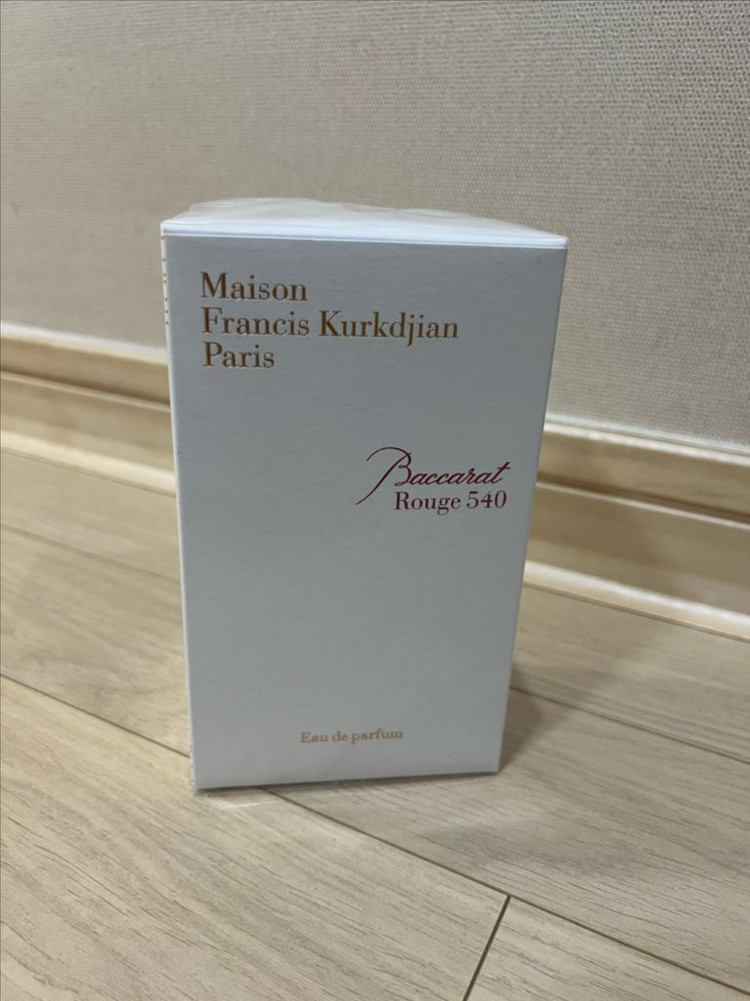 Maison
Francis Kurkdjian
Paris
Baccarat
Rouge 540
Eau de parfum